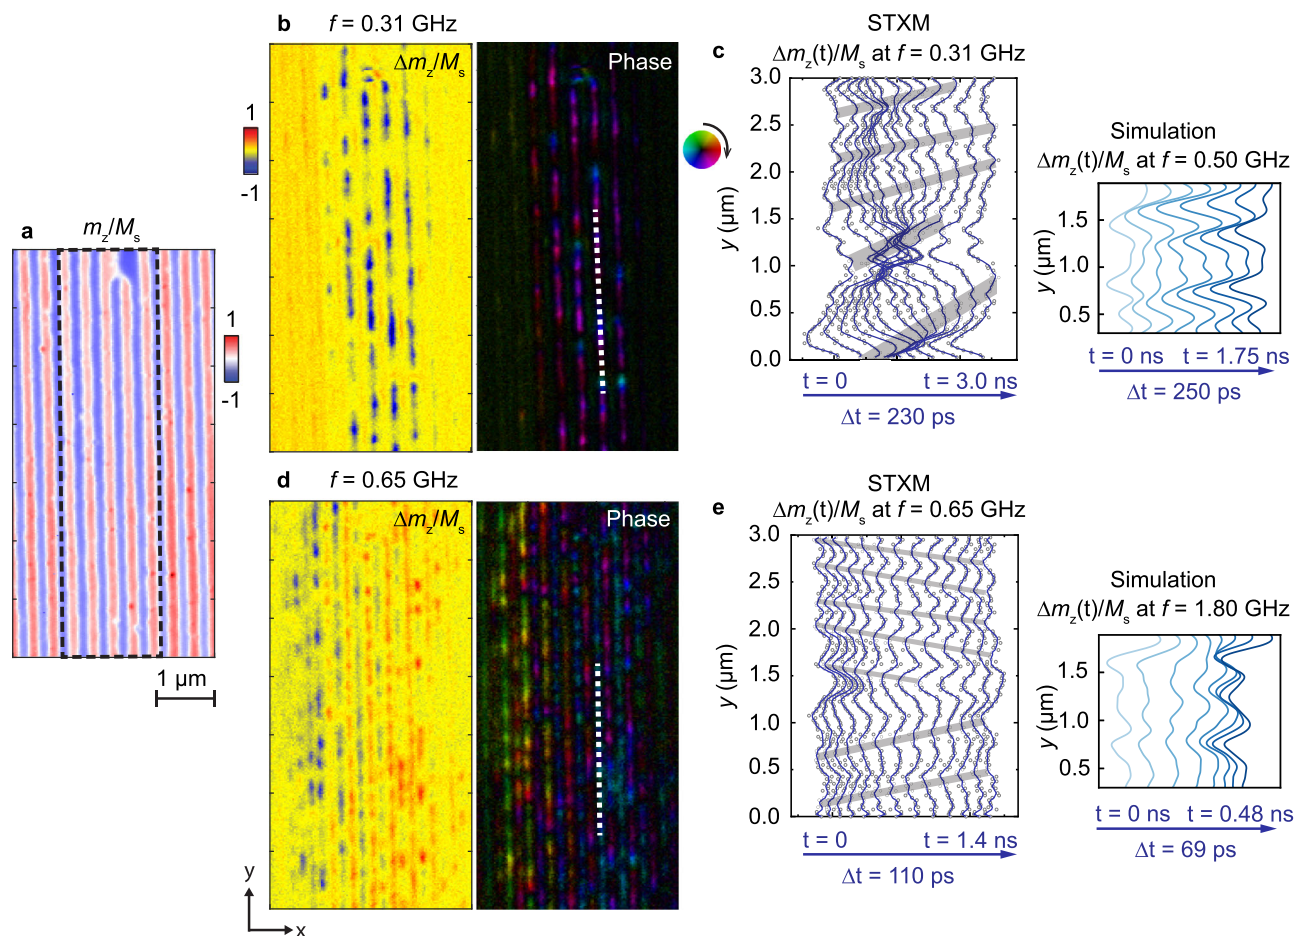 a
m_z/M_s
1
-1
1 μm
b
f = 0.31 GHz
Δm_z/M_s
Phase
1
-1
c
STXM
Δm_z(t)/M_s at f = 0.31 GHz
3.0
2.5
2.0
1.5
1.0
0.5
0.0
y (μm)
t = 0
t = 3.0 ns
Δt = 230 ps
Simulation
Δm_z(t)/M_s at f = 0.50 GHz
1.5
1.0
0.5
y (μm)
t = 0 ns
t = 1.75 ns
Δt = 250 ps
d
f = 0.65 GHz
Δm_z/M_s
Phase
y
x
e
STXM
Δm_z(t)/M_s at f = 0.65 GHz
3.0
2.5
2.0
1.5
1.0
0.5
0.0
y (μm)
t = 0
t = 1.4 ns
Δt = 110 ps
Simulation
Δm_z(t)/M_s at f = 1.80 GHz
1.5
1.0
0.5
y (μm)
t = 0 ns
t = 0.48 ns
Δt = 69 ps